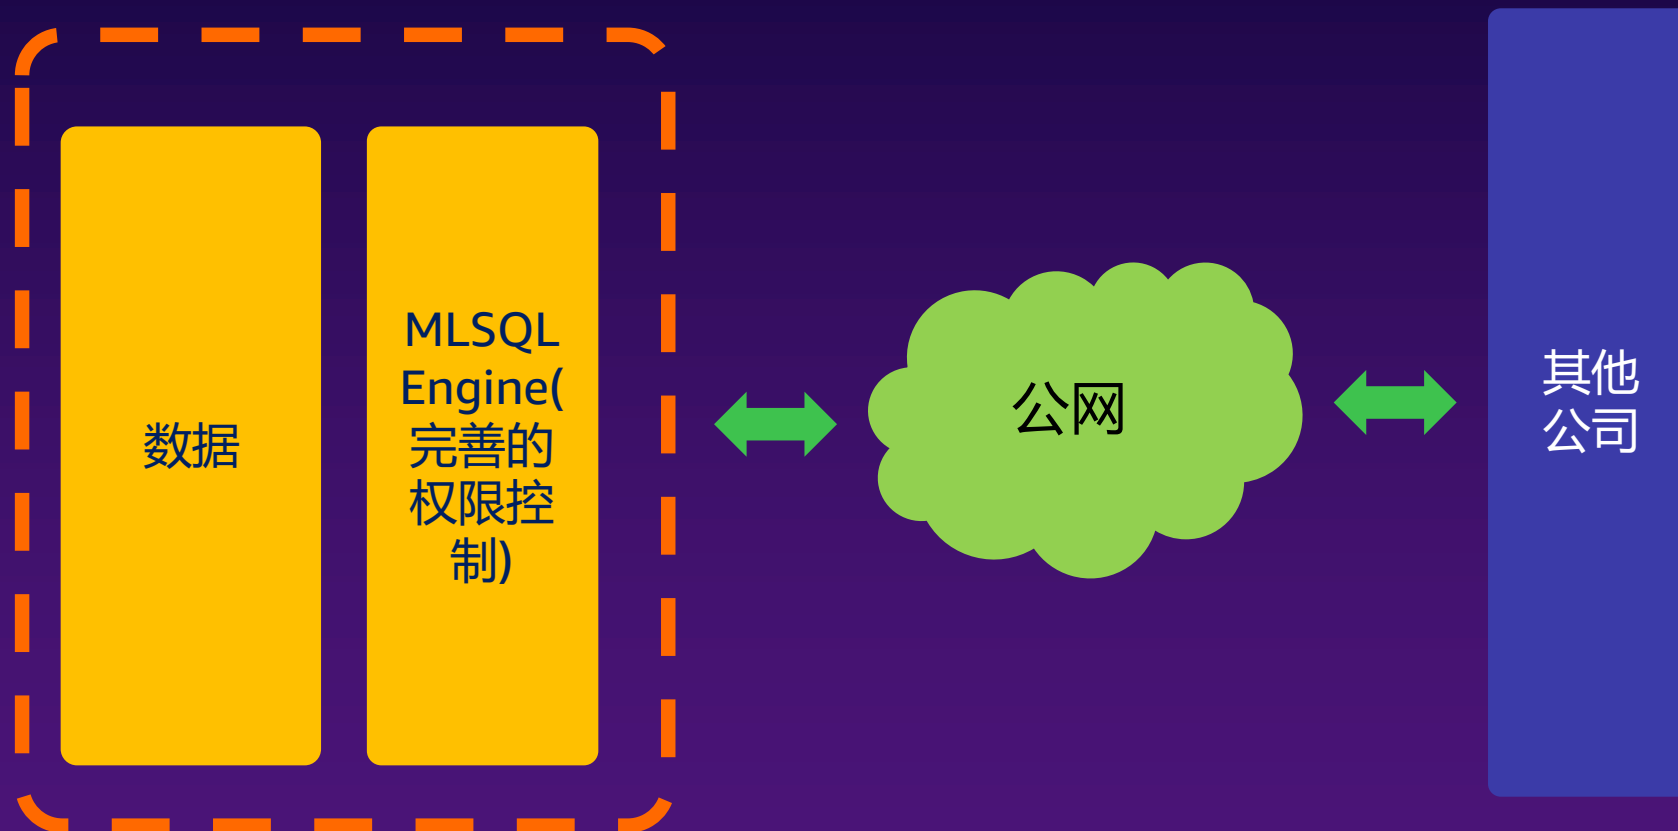 数据
MLSQL
Engine(
完善的
权限控
制)
公网
其他
公司